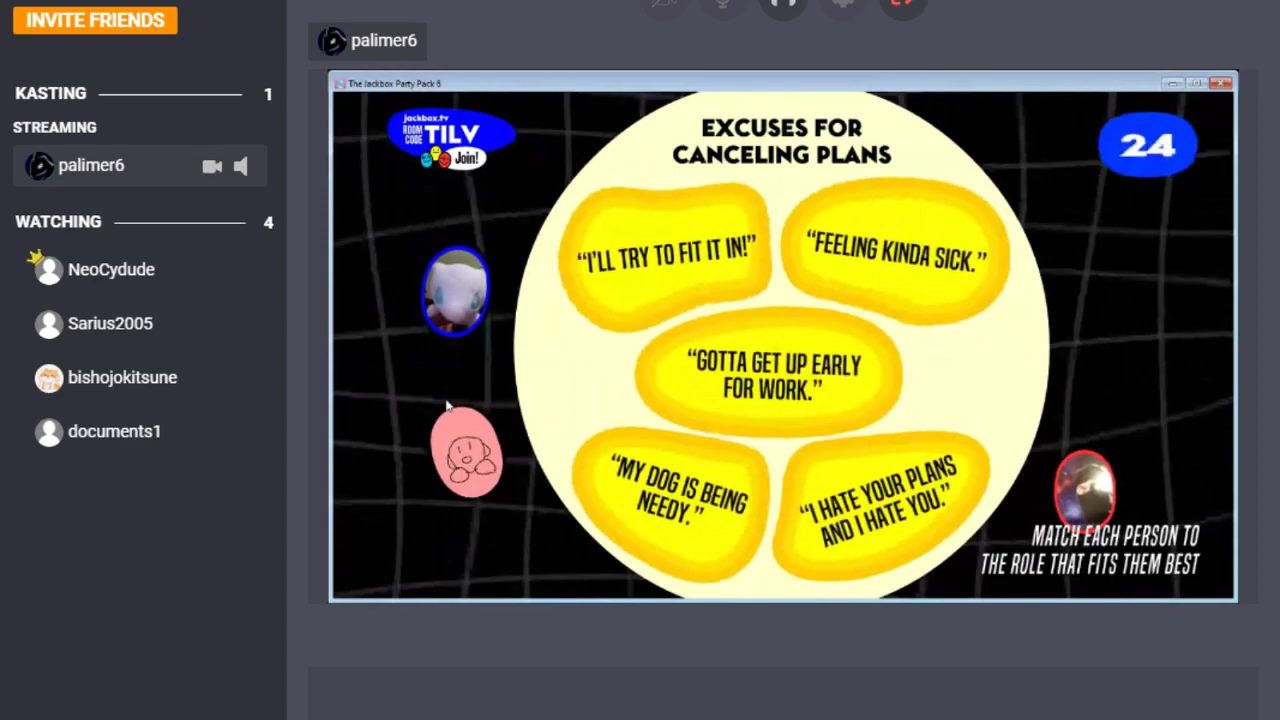 INVITE FRIENDS
KASTING 1
STREAMING
palimer6
WATCHING 4
NeoCydude
Sarius2005
bishojokitsune
documents1
palimer6
The Jackbox Party Pack 6
jackbox.tv
ROOM CODE TILV
Join!
24
EXCUSES FOR
CANCELING PLANS
“I’LL TRY TO FIT IT IN!”
“FEELING KINDA SICK.”
“GOTTA GET UP EARLY
FOR WORK.”
“MY DOG IS BEING
NEEDY.”
“I HATE YOUR PLANS
AND I HATE YOU.”
MATCH EACH PERSON TO
THE ROLE THAT FITS THEM BEST